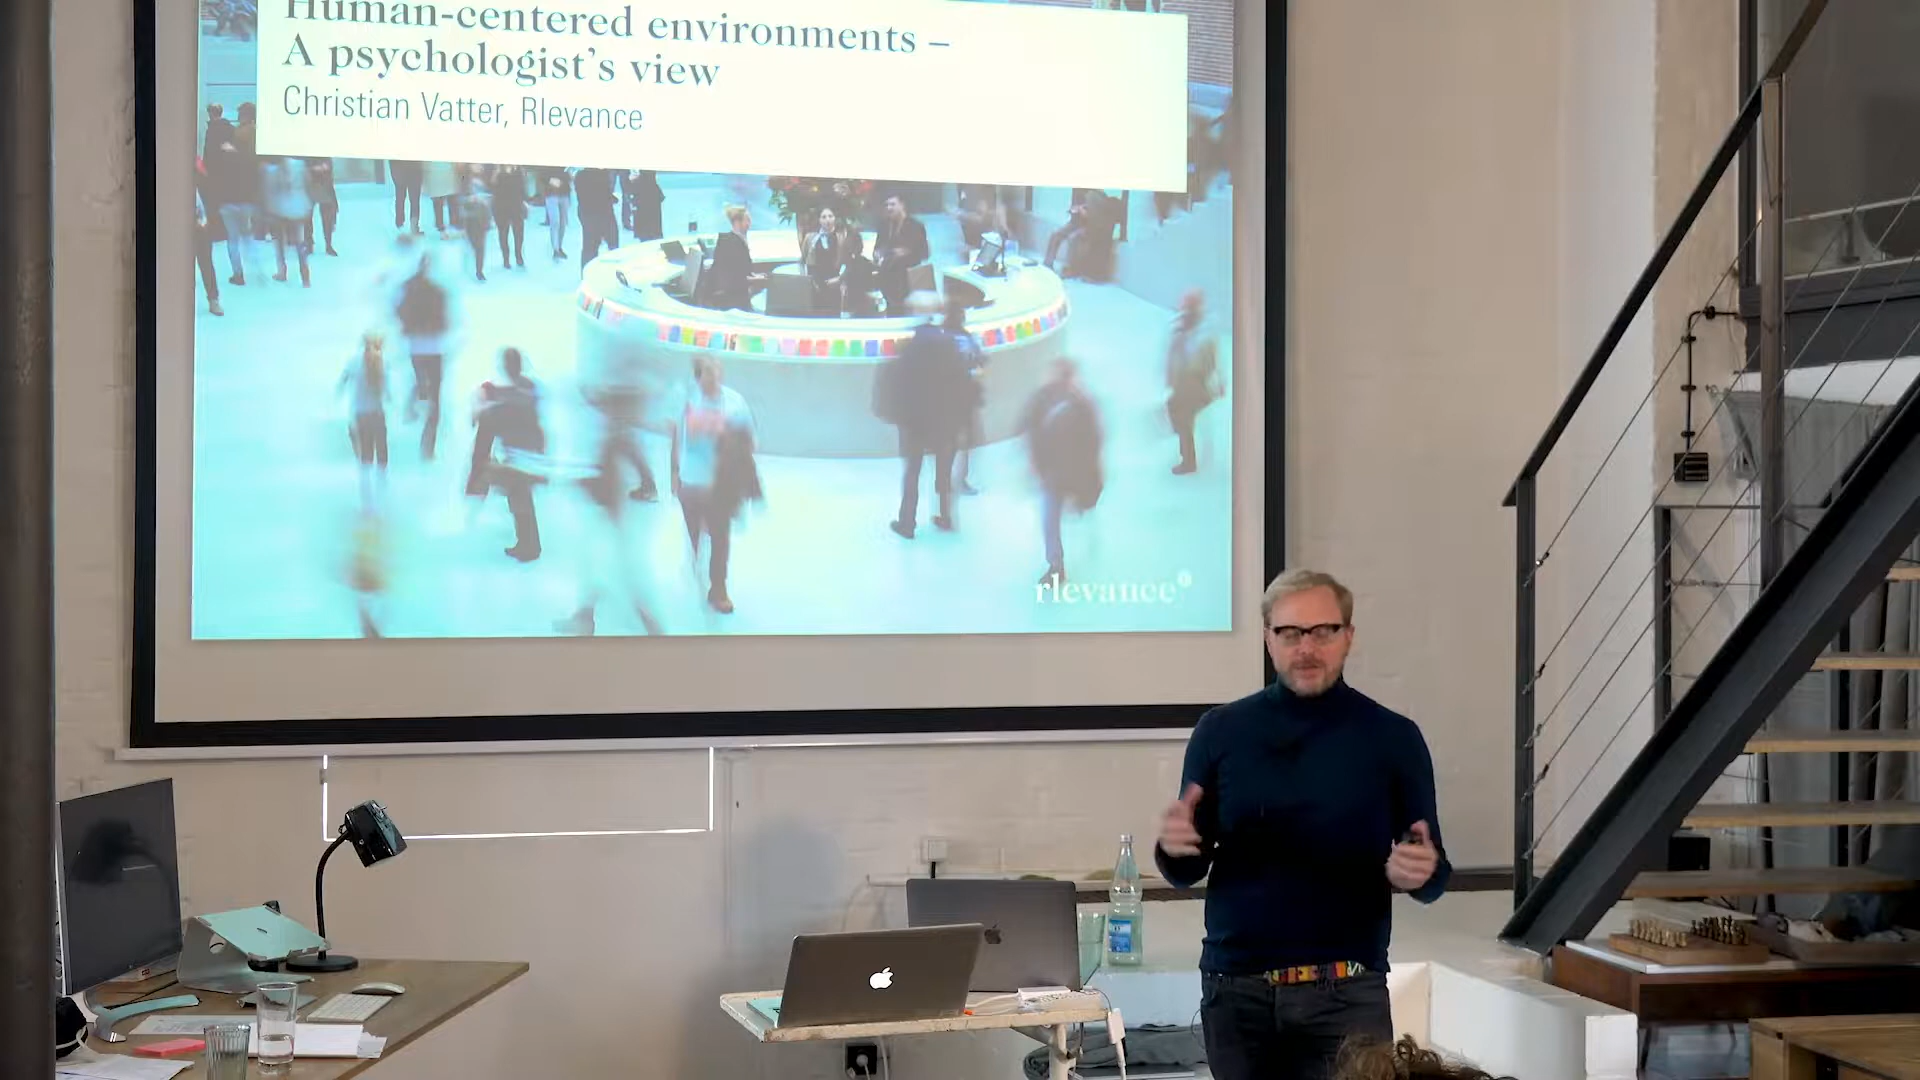 Human-centered environments –
A psychologist's view
Christian Vatter, Rlevance
rlevance